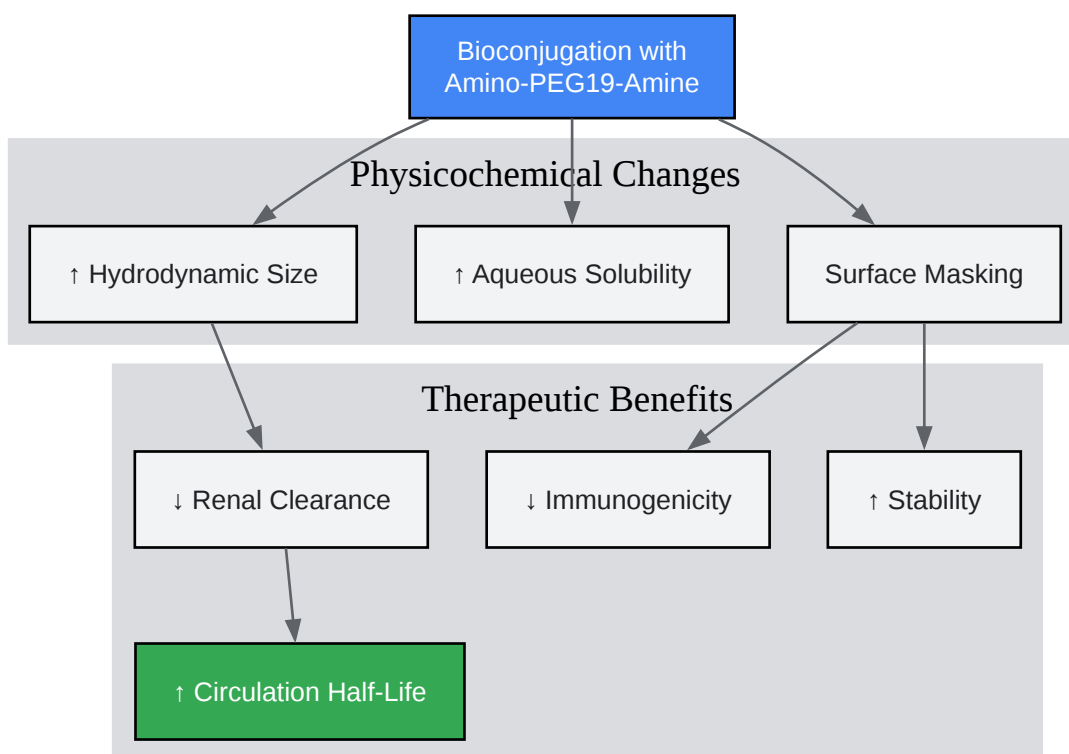 Bioconjugation with
Amino-PEG19-Amine
Physicochemical Changes
↑ Hydrodynamic Size
↑ Aqueous Solubility
Surface Masking
Therapeutic Benefits
↓ Renal Clearance
↓ Immunogenicity
↑ Stability
↑ Circulation Half-Life